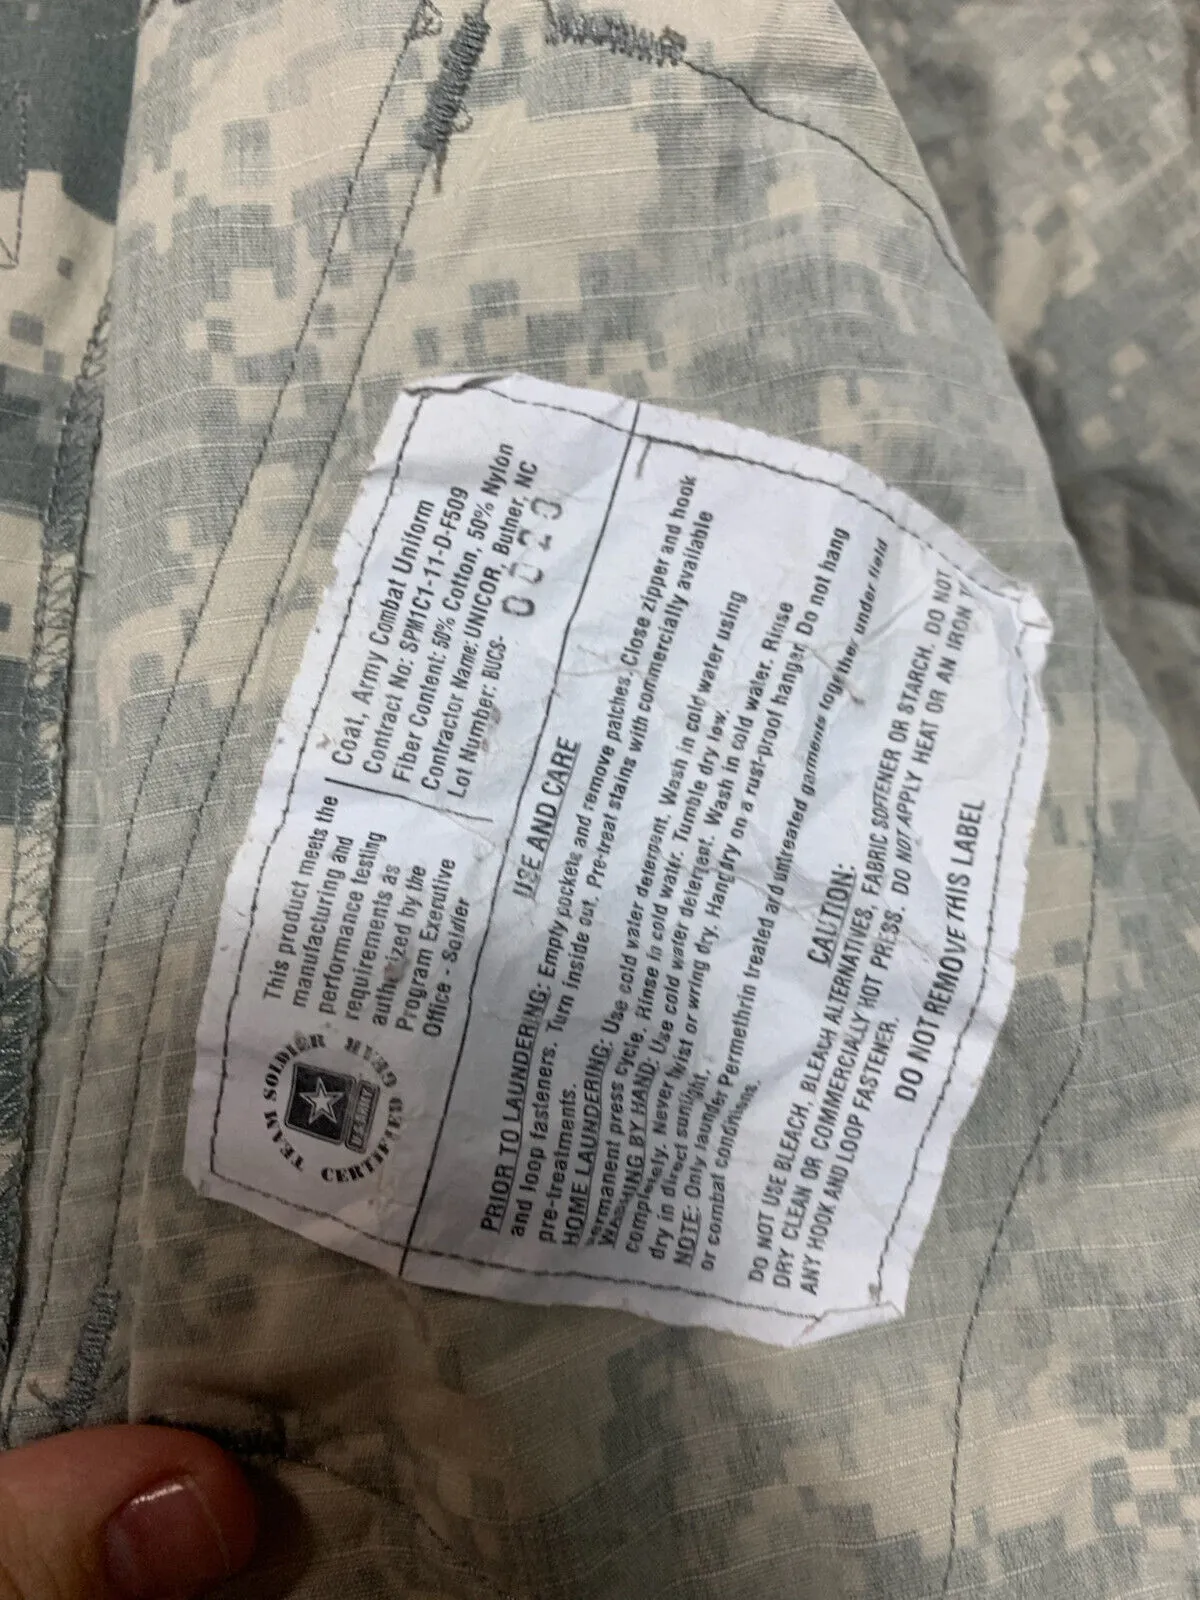 TEAM SOLDIER CERTIFIED GEAR
U.S. ARMY
This product meets the
manufacturing and
performance testing
requirements as
authorized by the
Program Executive
Office - Soldier
Coat, Army Combat Uniform
Contract No: SPM1C1-11-D-F509
Fiber Content: 50% Cotton, 50% Nylon
Contractor Name: UNICOR, Butner, NC
Lot Number: BUCS- 0020
USE AND CARE
PRIOR TO LAUNDERING: Empty pockets and remove patches. Close zipper and hook
and loop fasteners. Turn inside out. Pre-treat stains with commercially available
pre-treatments.
HOME LAUNDERING: Use cold water detergent. Wash in cold water using
permanent press cycle. Rinse in cold water. Tumble dry low.
WASHING BY HAND: Use cold water detergent. Wash in cold water. Rinse
completely. Never twist or wring dry. Hang dry on a rust-proof hanger. Do not hang
dry in direct sunlight.
NOTE: Only launder Permethrin treated and untreated garments together under field
or combat conditions.
CAUTION:
DO NOT USE BLEACH, BLEACH ALTERNATIVES, FABRIC SOFTENER OR STARCH. DO NOT
DRY CLEAN OR COMMERCIALLY HOT PRESS. DO NOT APPLY HEAT OR AN IRON
ANY HOOK AND LOOP FASTENER.
DO NOT REMOVE THIS LABEL